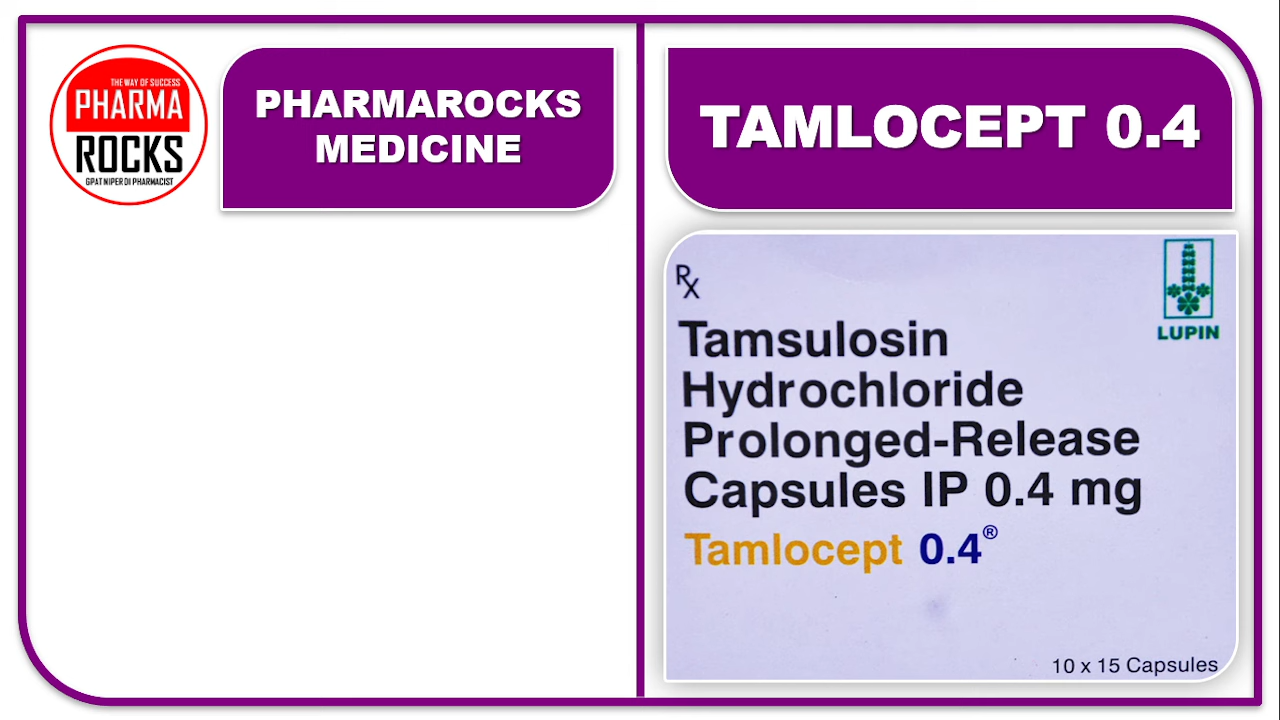 THE WAY OF SUCCESS
PHARMA
ROCKS
GPAT NIPER DI PHARMACIST
PHARMAROCKS
MEDICINE
TAMLOCEPT 0.4
Rx
LUPIN
Tamsulosin
Hydrochloride
Prolonged-Release
Capsules IP 0.4 mg
Tamlocept 0.4®
10 x 15 Capsules